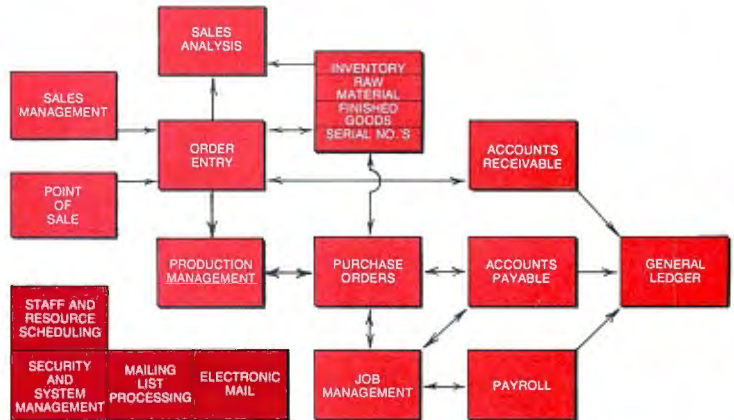 SALES
ANALYSIS
INVENTORY
RAW
MATERIAL
FINISHED
GOODS
SERIAL NO.'S
SALES
MANAGEMENT
ORDER
ENTRY
ACCOUNTS
RECEIVABLE
POINT
OF
SALE
PRODUCTION
MANAGEMENT
PURCHASE
ORDERS
ACCOUNTS
PAYABLE
GENERAL
LEDGER
STAFF AND
RESOURCE
SCHEDULING
SECURITY
AND
SYSTEM
MANAGEMENT
MAILING
LIST
PROCESSING
ELECTRONIC
MAIL
JOB
MANAGEMENT
PAYROLL